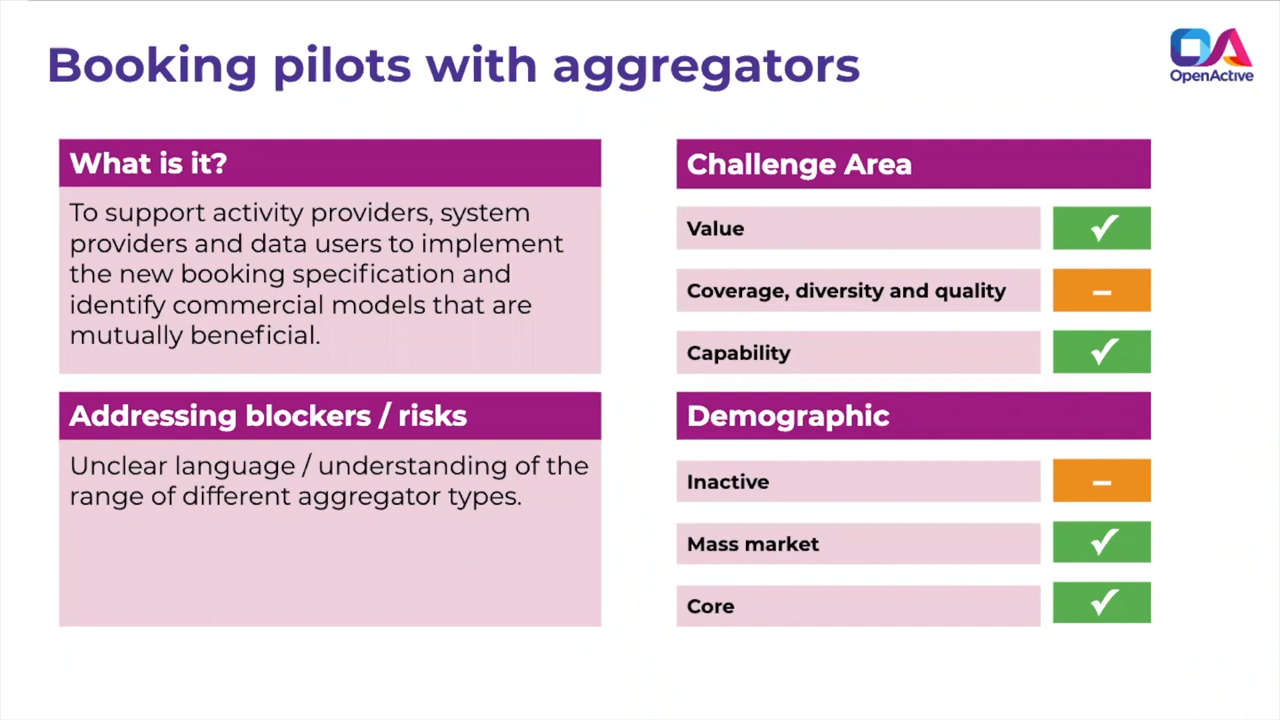 Booking pilots with aggregators
OpenActive
What is it?
To support activity providers, system
providers and data users to implement
the new booking specification and
identify commercial models that are
mutually beneficial.
Addressing blockers / risks
Unclear language / understanding of the
range of different aggregator types.
Challenge Area
Value
✓
Coverage, diversity and quality
–
Capability
✓
Demographic
Inactive
–
Mass market
✓
Core
✓